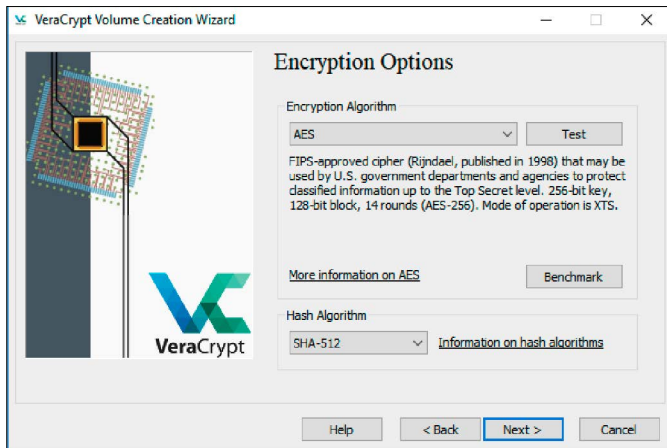 VeraCrypt Volume Creation Wizard
Encryption Options
Encryption Algorithm
AES
Test
FIPS-approved cipher (Rijndael, published in 1998) that may be
used by U.S. government departments and agencies to protect
classified information up to the Top Secret level. 256-bit key,
128-bit block, 14 rounds (AES-256). Mode of operation is XTS.
More information on AES
Benchmark
VeraCrypt
Hash Algorithm
SHA-512
Information on hash algorithms
Help
< Back
Next >
Cancel